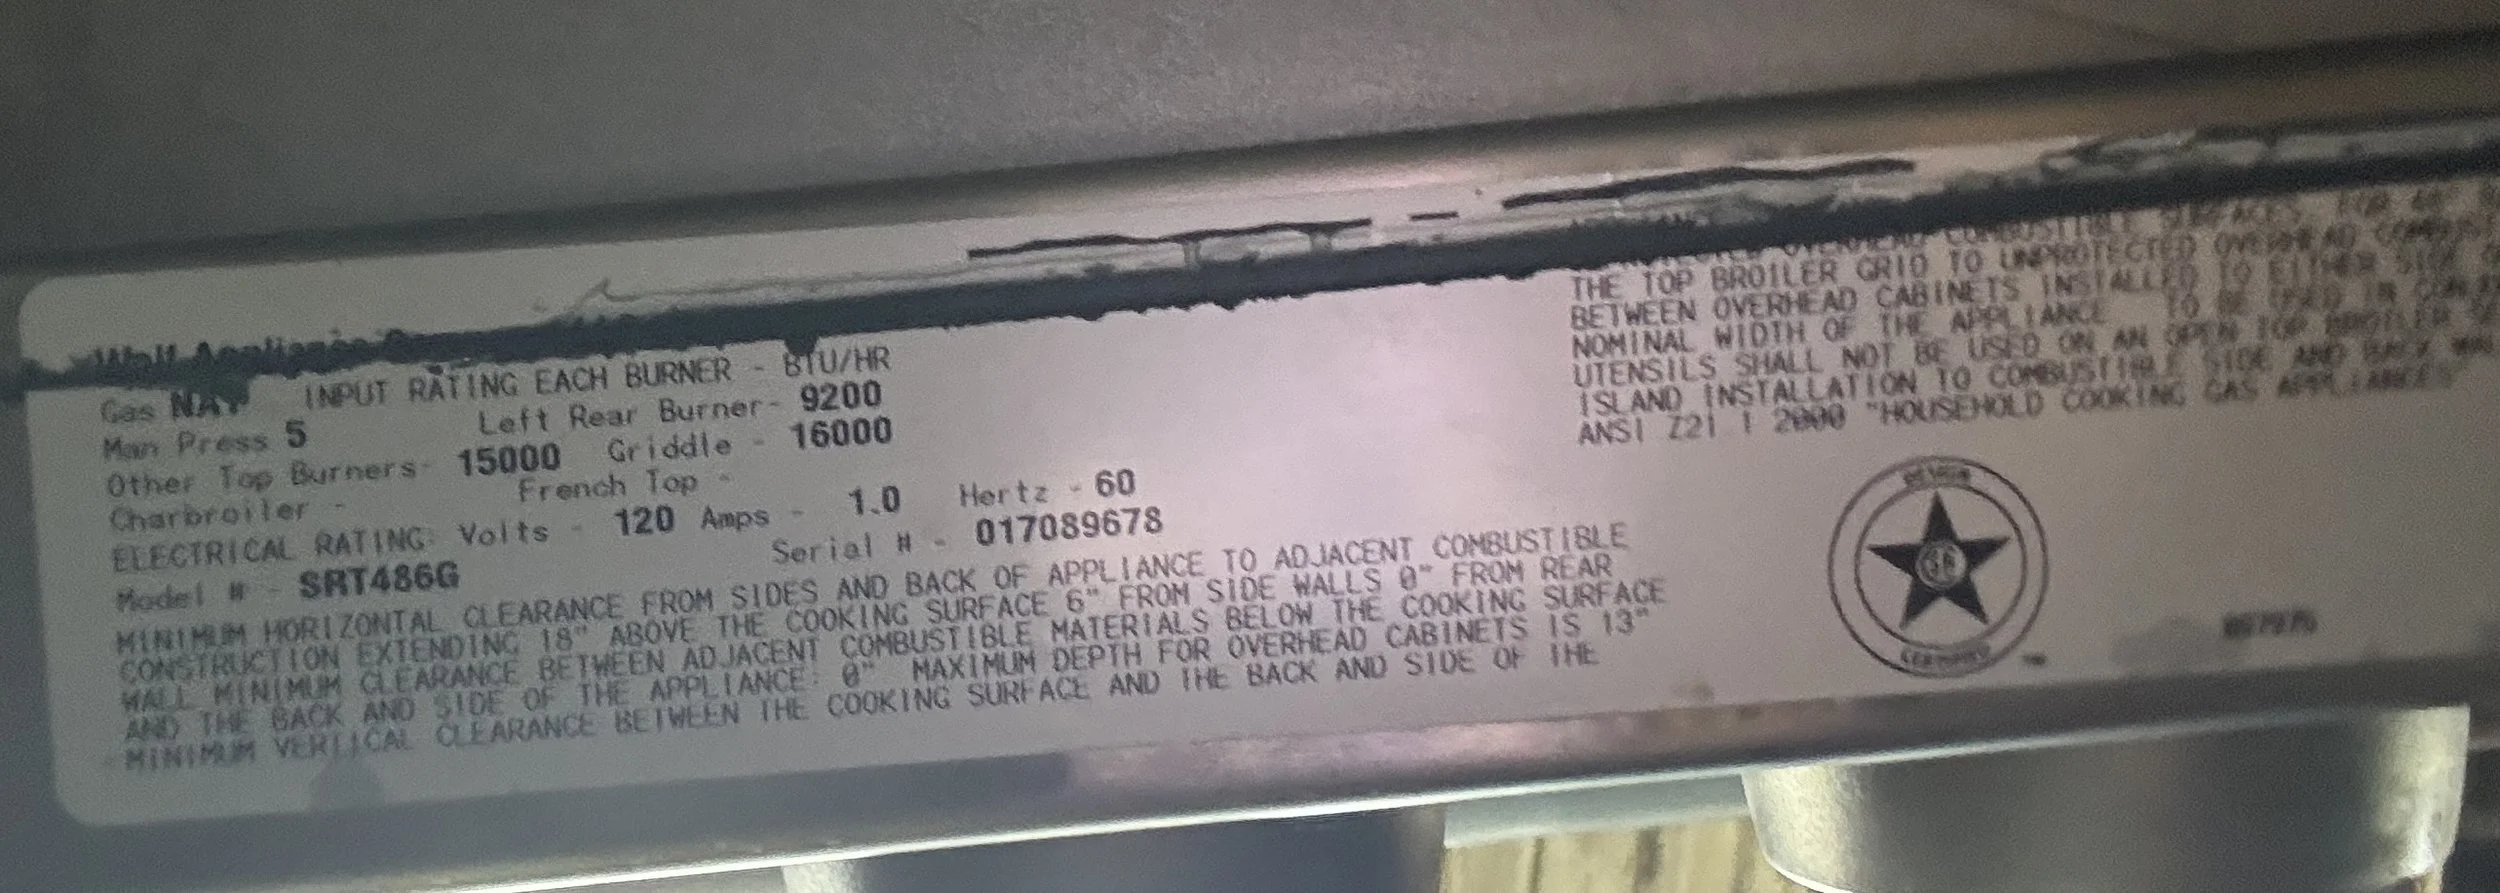 Wolf Appliance
Gas NAT INPUT RATING EACH BURNER - BTU/HR
Man Press 5 Left Rear Burner- 9200
Other Top Burners- 15000 Griddle - 16000
Charbroiler - French Top -
ELECTRICAL RATING: Volts - 120 Amps - 1.0 Hertz - 60
Model # - SRT486G Serial # - 017089678
MINIMUM HORIZONTAL CLEARANCE FROM SIDES AND BACK OF APPLIANCE TO ADJACENT COMBUSTIBLE
CONSTRUCTION EXTENDING 18" ABOVE THE COOKING SURFACE 6" FROM SIDE WALLS 0" FROM REAR
WALL MINIMUM CLEARANCE BETWEEN ADJACENT COMBUSTIBLE MATERIALS BELOW THE COOKING SURFACE
AND THE BACK AND SIDE OF THE APPLIANCE: 0" MAXIMUM DEPTH FOR OVERHEAD CABINETS IS 13"
MINIMUM VERTICAL CLEARANCE BETWEEN THE COOKING SURFACE AND THE BACK AND SIDE OF THE
OVERHEAD COMBUSTIBLE SURFACES FOR
THE TOP BROILER GRID TO UNPROTECTED OVERHEAD
BETWEEN OVERHEAD CABINETS INSTALLED TO EITHER SIDE
NOMINAL WIDTH OF THE APPLIANCE TO BE USED IN
UTENSILS SHALL NOT BE USED ON AN OPEN TOP BROILER
ISLAND INSTALLATION TO COMBUSTIBLE SIDE AND BACK
ANSI Z21 1 2000 "HOUSEHOLD COOKING GAS APPLIANCES"
DESIGN
CERTIFIED